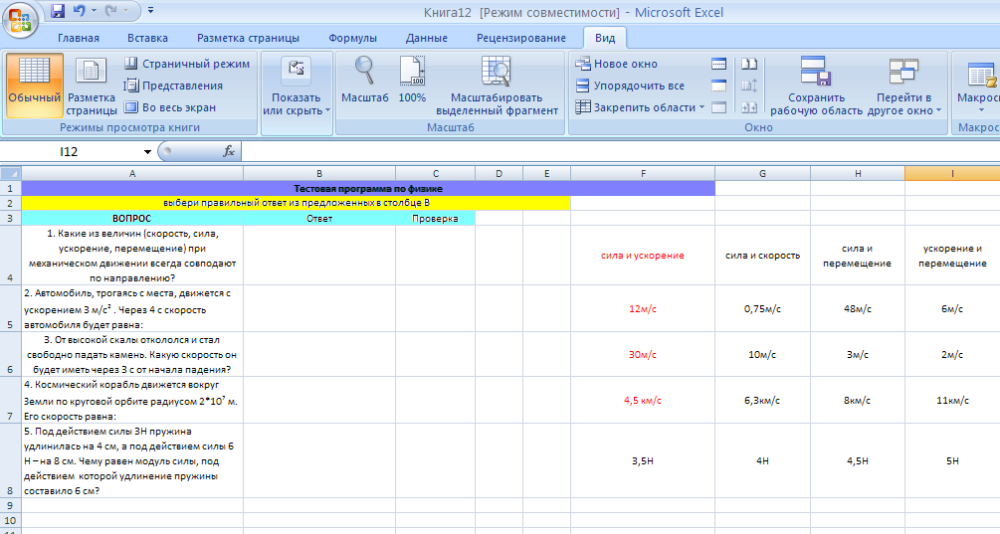 Книга12 [Режим совместимости] - Microsoft Excel
Главная Вставка Разметка страницы Формулы Данные Рецензирование Вид
Обычный
Разметка страницы
Страничный режим
Представления
Во весь экран
Режимы просмотра книги
Показать или скрыть
Масштаб
100
100%
Масштабировать выделенный фрагмент
Масштаб
Новое окно
Упорядочить все
Закрепить области
Сохранить рабочую область
Перейти в другое окно
Окно
Макрос
Макрос
I12 fx
A B C D E F G H I
1 Тестовая программа по физике
2 выбери правильный ответ из предложенных в столбце В
3 ВОПРОС Ответ Проверка
1. Какие из величин (скорость, сила,
ускорение, перемещение) при
механическом движении всегда совподают
по направлению?
4 сила и ускорение сила и скорость сила и перемещение ускорение и перемещение
2. Автомобиль, трогаясь с места, движется с
ускорением 3 м/с² . Через 4 с скорость
автомобиля будет равна:
5 12м/с 0,75м/с 48м/с 6м/с
3. От высокой скалы откололся и стал
свободно падать камень. Какую скорость он
будет иметь через 3 с от начала падения?
6 30м/с 10м/с 3м/с 2м/с
4. Космический корабль движется вокруг
Земли по круговой орбите радиусом 2*10⁷ м.
Его скорость равна:
7 4,5 км/с 6,3км/с 8км/с 11км/с
5. Под действием силы 3Н пружина
удлинилась на 4 см, а под действием силы 6
Н – на 8 см. Чему равен модуль силы, под
действием которой удлинение пружины
составило 6 см?
8 3,5Н 4Н 4,5Н 5Н
9
10